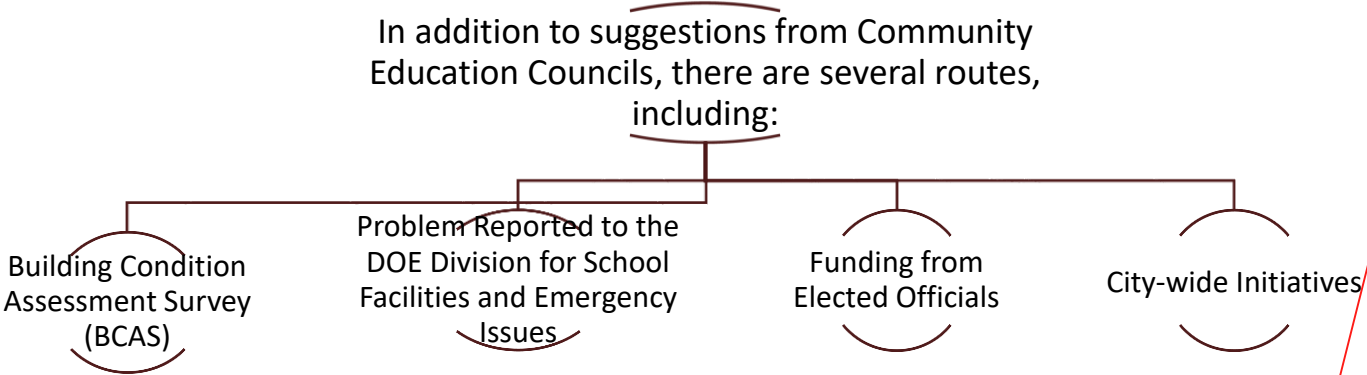 In addition to suggestions from Community
Education Councils, there are several routes,
including:
Building Condition
Assessment Survey
(BCAS)
Problem Reported to the
DOE Division for School
Facilities and Emergency
Issues
Funding from
Elected Officials
City-wide Initiatives